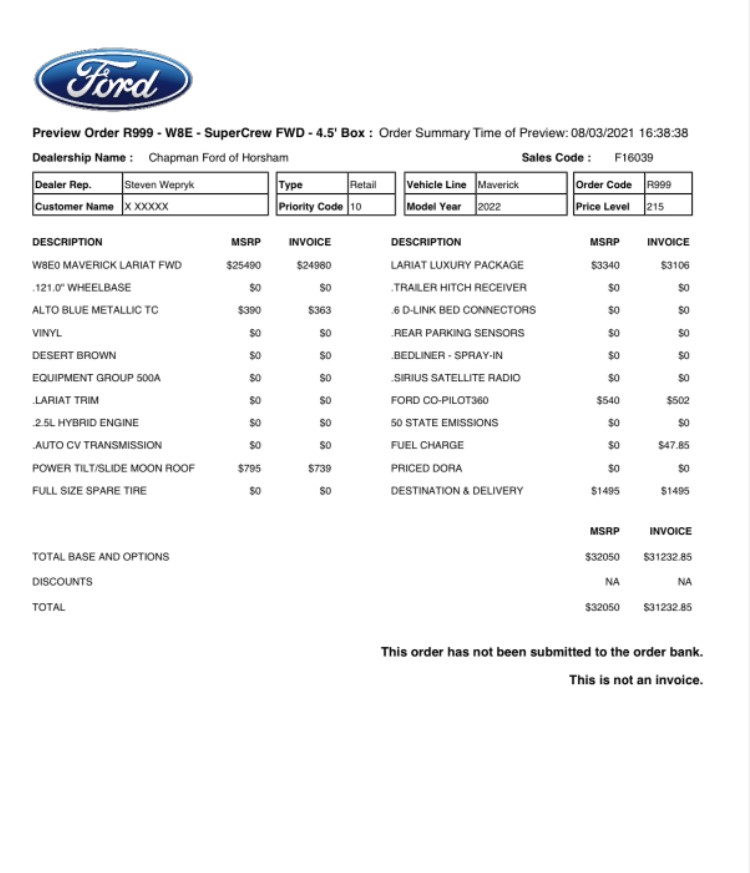 Ford
Preview Order R999 - W8E - SuperCrew FWD - 4.5' Box : Order Summary Time of Preview: 08/03/2021 16:38:38
Dealership Name : Chapman Ford of Horsham Sales Code : F16039
Dealer Rep. Steven Wepryk Type Retail Vehicle Line Maverick Order Code R999
Customer Name X XXXXX Priority Code 10 Model Year 2022 Price Level 215
DESCRIPTION MSRP INVOICE DESCRIPTION MSRP INVOICE
W8E0 MAVERICK LARIAT FWD $25490 $24980 LARIAT LUXURY PACKAGE $3340 $3106
.121.0" WHEELBASE $0 $0 .TRAILER HITCH RECEIVER $0 $0
ALTO BLUE METALLIC TC $390 $363 .6 D-LINK BED CONNECTORS $0 $0
VINYL $0 $0 .REAR PARKING SENSORS $0 $0
DESERT BROWN $0 $0 .BEDLINER - SPRAY-IN $0 $0
EQUIPMENT GROUP 500A $0 $0 .SIRIUS SATELLITE RADIO $0 $0
.LARIAT TRIM $0 $0 FORD CO-PILOT360 $540 $502
.2.5L HYBRID ENGINE $0 $0 50 STATE EMISSIONS $0 $0
.AUTO CV TRANSMISSION $0 $0 FUEL CHARGE $0 $47.85
POWER TILT/SLIDE MOON ROOF $795 $739 PRICED DORA $0 $0
FULL SIZE SPARE TIRE $0 $0 DESTINATION & DELIVERY $1495 $1495
MSRP INVOICE
TOTAL BASE AND OPTIONS $32050 $31232.85
DISCOUNTS NA NA
TOTAL $32050 $31232.85
This order has not been submitted to the order bank.
This is not an invoice.